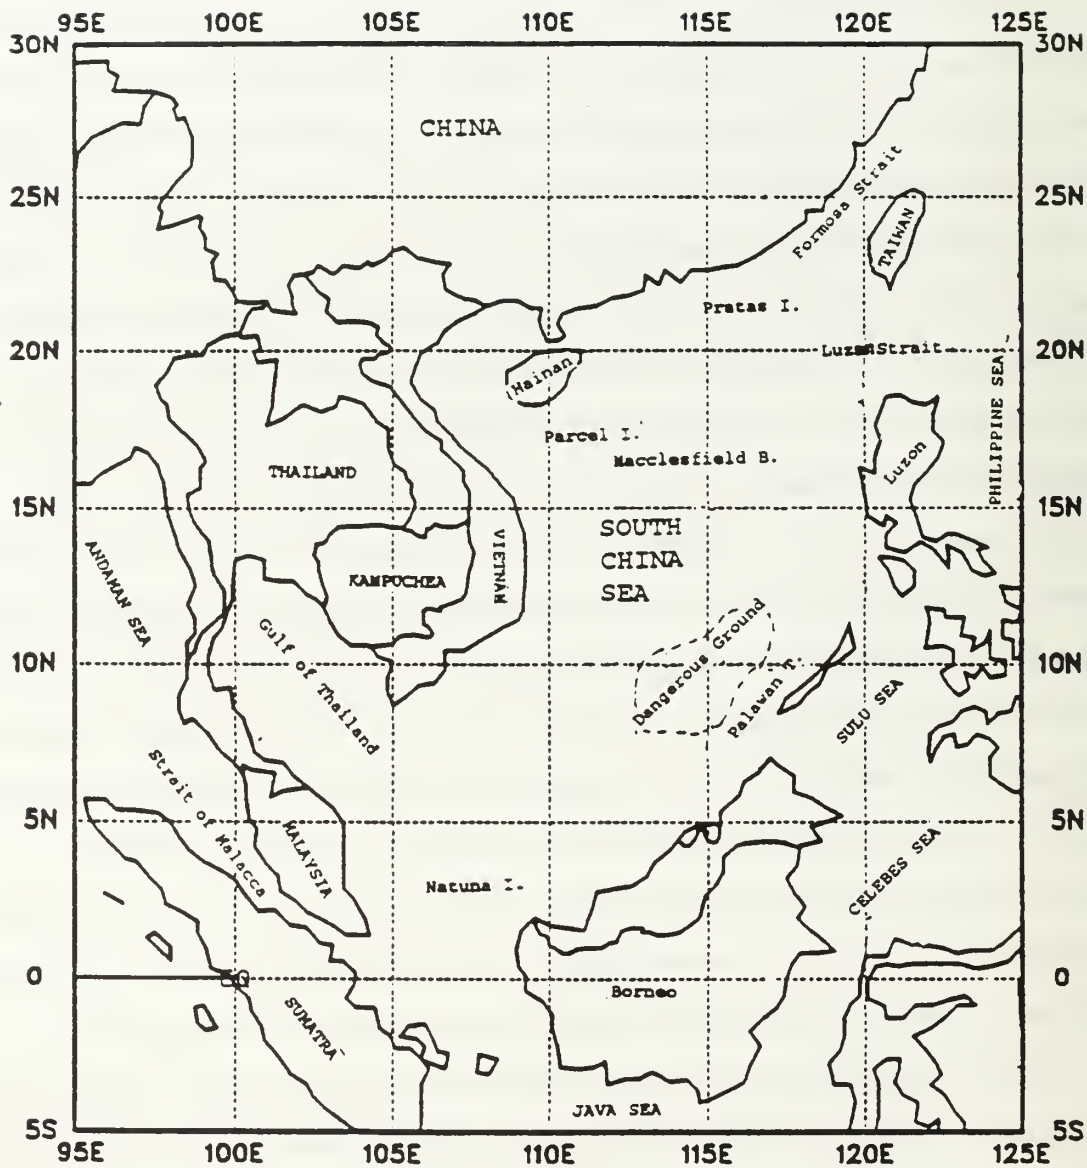 95E 100E 105E 110E 115E 120E 125E
30N 30N
CHINA
Formosa Strait
25N 25N
TAIWAN
Pratas I.
20N 20N
LuzonStrait
Hainan
PHILIPPINE SEA
Parcel I.
Macclesfield B.
THAILAND
Luzon
15N 15N
SOUTH
CHINA
SEA
VIETNAM
ANDAMAN SEA
KAMPUCHEA
Gulf of Thailand
Dangerous Ground
10N 10N
Palawan T.
SULU SEA
Strait of Malacca
5N 5N
MALAYSIA
CELEBES SEA
Natuna I.
0 0
Borneo
SUMATRA
JAVA SEA
5S 5S
95E 100E 105E 110E 115E 120E 125E